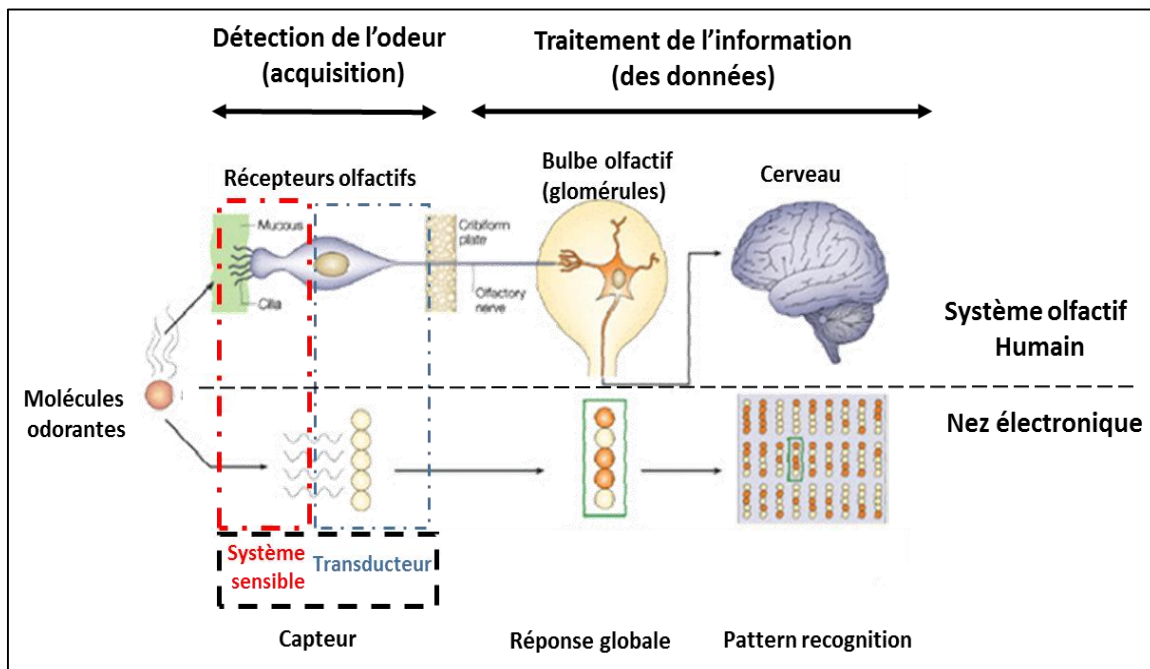 Détection de l’odeur
(acquisition)
Traitement de l’information
(des données)
Récepteurs olfactifs
Bulbe olfactif
(glomérules)
Cerveau
Mucous
Cilia
Cribiform
plate
Olfactory
nerve
Système olfactif
Humain
Molécules
odorantes
Nez électronique
Système
sensible
Transducteur
Capteur
Réponse globale
Pattern recognition